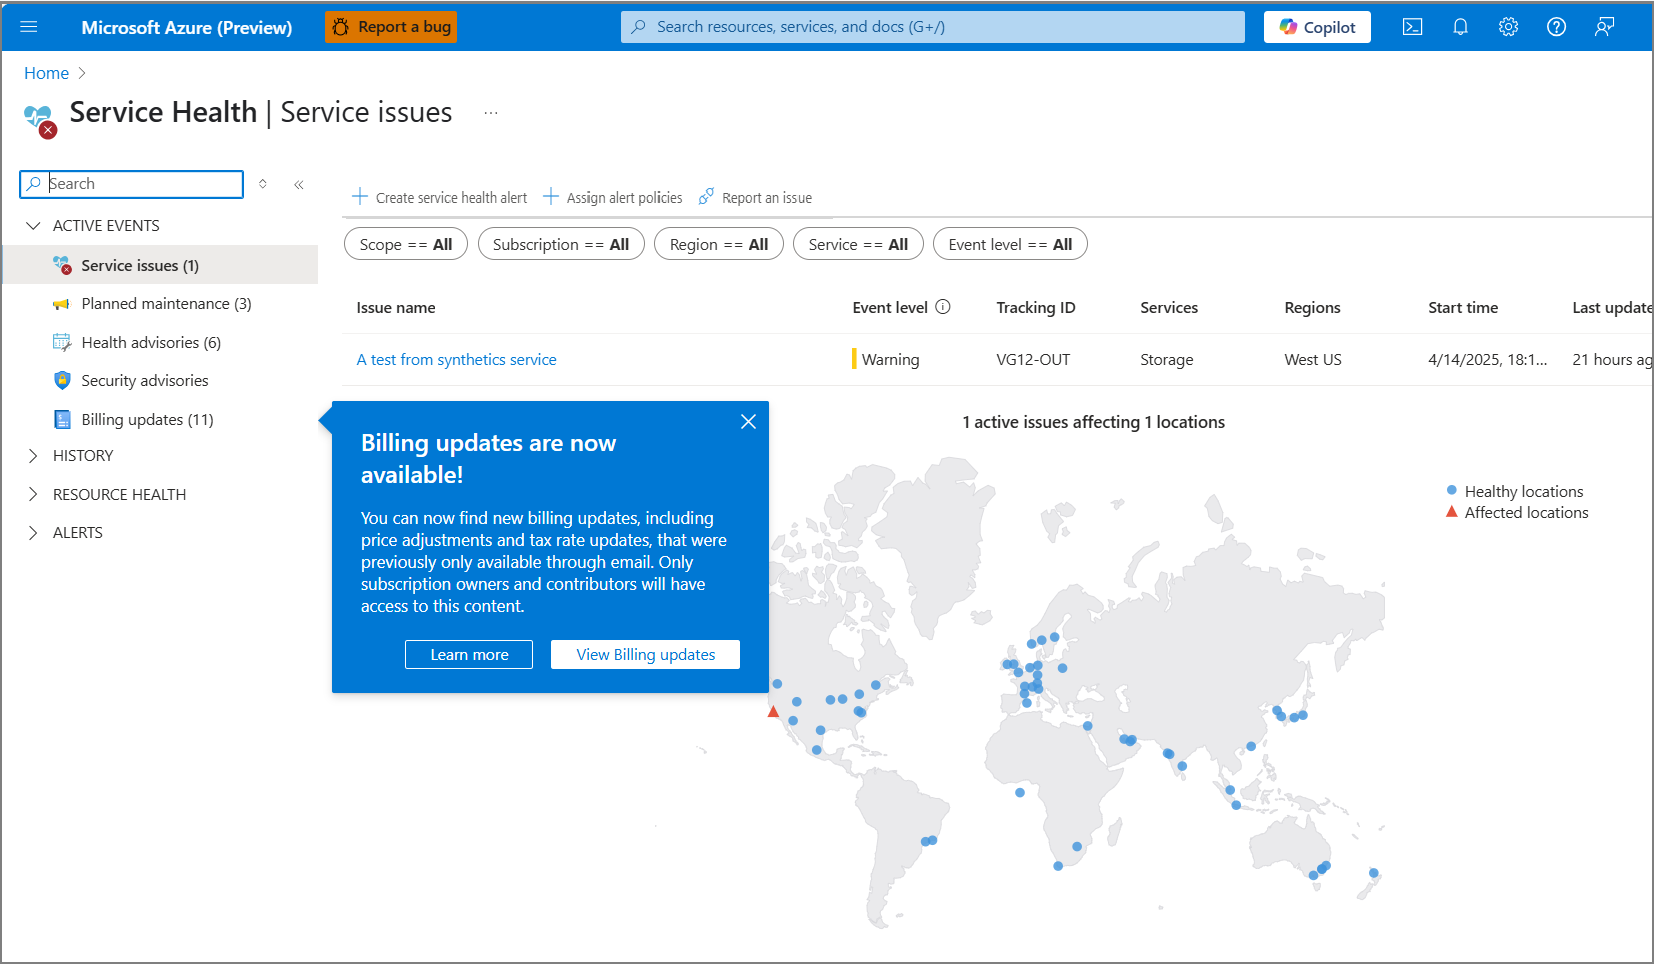 Microsoft Azure (Preview)
Report a bug
Search resources, services, and docs (G+/)
Copilot
Home
Service Health | Service issues
...
Search
Create service health alert
Assign alert policies
Report an issue
ACTIVE EVENTS
Service issues (1)
Planned maintenance (3)
Health advisories (6)
Security advisories
Billing updates (11)
HISTORY
RESOURCE HEALTH
ALERTS
Scope == All
Subscription == All
Region == All
Service == All
Event level == All
Issue name Event level Tracking ID Services Regions Start time Last update
A test from synthetics service Warning VG12-OUT Storage West US 4/14/2025, 18:1... 21 hours ag
Billing updates are now
available!
You can now find new billing updates, including
price adjustments and tax rate updates, that were
previously only available through email. Only
subscription owners and contributors will have
access to this content.
Learn more
View Billing updates
1 active issues affecting 1 locations
Healthy locations
Affected locations